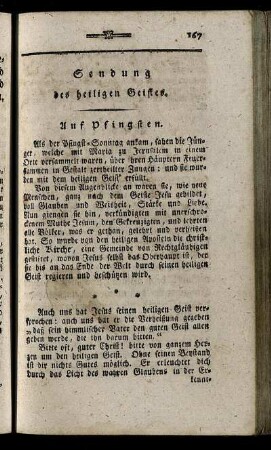 167
Sendung
des heiligen Geistes.
Auf Pfingsten.
Als der Pfingst-Sonntag ankam, sahen die Jün-
ger, welche mit Maria zu Jerusalem in einem
Orte versammelt waren, über ihren Häuptern Feuer-
flammen in Gestalt zertheilter Zungen: und sie wur-
den mit dem heiligen Geist erfüllt.
Von diesem Augenblicke an waren sie, wie neue
Menschen, ganz nach dem Geiste Jesu gebildet,
voll Glauben und Weisheit, Stärke und Liebe.
Nun giengen sie hin, verkündigten mit unerschro-
ckenem Muthe Jesum, den Gekreuzigten, und lehrten
alle Völker, was er gethan, gelehrt und verheissen
hat. So wurde von den heiligen Aposteln die christ-
liche Kirche, eine Gemeinde von Rechtgläubigen
gestiftet, wovon Jesus selbst das Oberhaupt ist, der
sie bis an das Ende der Welt durch seinen heiligen
Geist regieren und beschützen wird.
* * *
Auch uns hat Jesus seinen heiligen Geist ver-
sprochen: auch uns hat er die Verheißung gegeben
„daß sein himmlischer Vater den guten Geist allen
geben werde, die ihn darum bitten.“
Bitte oft, guter Christ! bitte von ganzem Her-
zen um den heiligen Geist. Ohne seinen Beystand
ist dir nichts Gutes möglich. Er erleuchtet dich
durch das Licht des wahren Glaubens in der Er-
kennt-